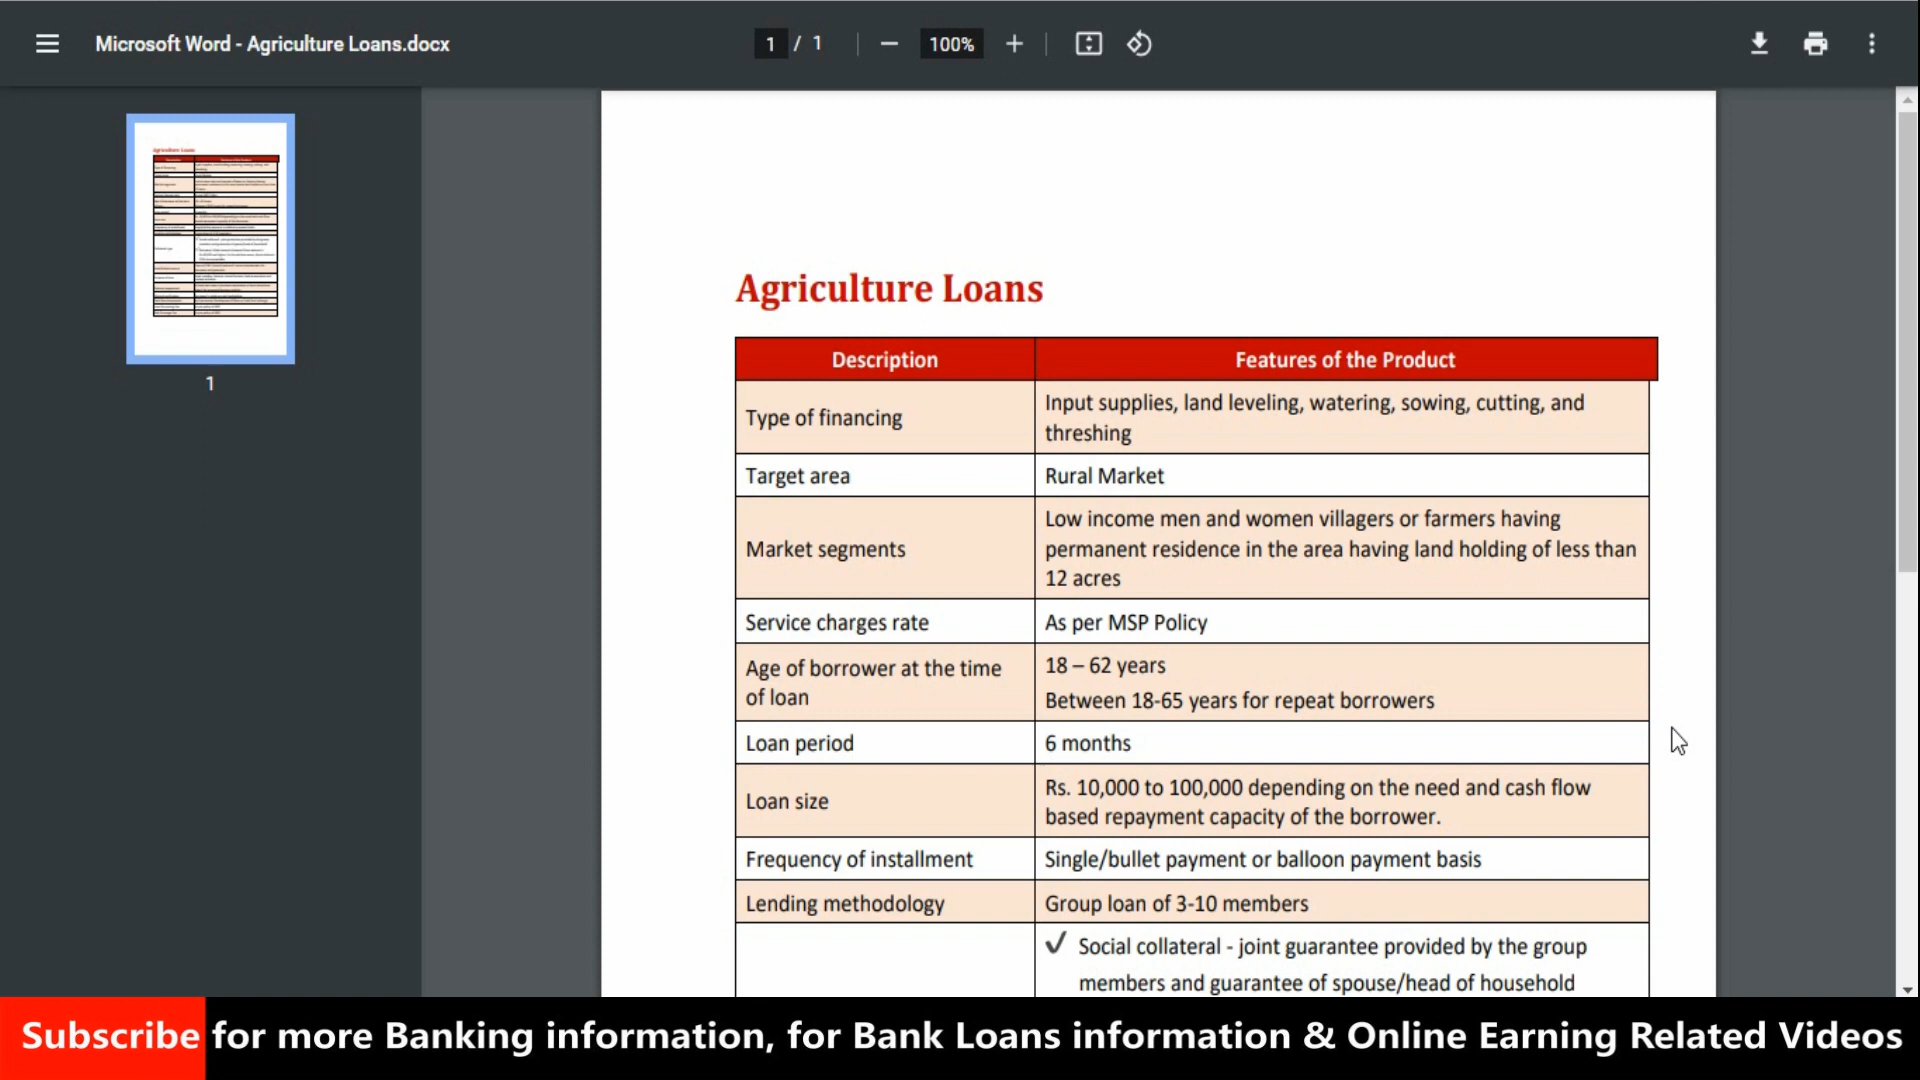 Microsoft Word - Agriculture Loans.docx
1 / 1
100%
1
Agriculture Loans
Description
Features of the Product
Type of financing
Input supplies, land leveling, watering, sowing, cutting, and
threshing
Target area
Rural Market
Market segments
Low income men and women villagers or farmers having
permanent residence in the area having land holding of less than
12 acres
Service charges rate
As per MSP Policy
Age of borrower at the time
of loan
18 – 62 years
Between 18-65 years for repeat borrowers
Loan period
6 months
Loan size
Rs. 10,000 to 100,000 depending on the need and cash flow
based repayment capacity of the borrower.
Frequency of installment
Single/bullet payment or balloon payment basis
Lending methodology
Group loan of 3-10 members
✓ Social collateral - joint guarantee provided by the group
members and guarantee of spouse/head of household
Subscribe for more Banking information, for Bank Loans information & Online Earning Related Videos